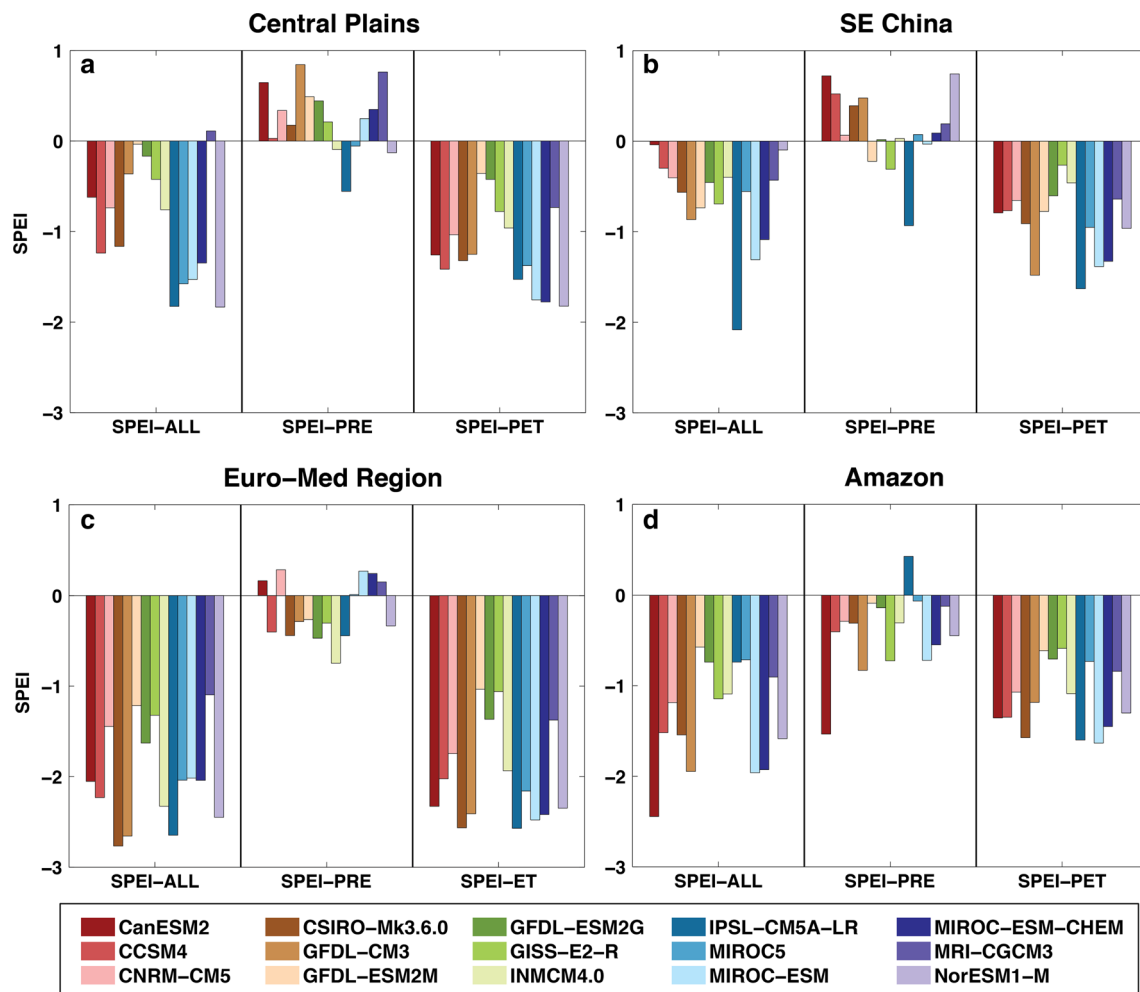 Central Plains
SE China
a
b
1
0
−1
−2
−3
SPEI
SPEI−ALL
SPEI−PRE
SPEI−PET
1
0
−1
−2
−3
SPEI−ALL
SPEI−PRE
SPEI−PET
Euro−Med Region
Amazon
c
d
1
0
−1
−2
−3
SPEI
SPEI−ALL
SPEI−PRE
SPEI−ET
1
0
−1
−2
−3
SPEI−ALL
SPEI−PRE
SPEI−PET
CanESM2
CCSM4
CNRM−CM5
CSIRO−Mk3.6.0
GFDL−CM3
GFDL−ESM2M
GFDL−ESM2G
GISS−E2−R
INMCM4.0
IPSL−CM5A−LR
MIROC5
MIROC−ESM
MIROC−ESM−CHEM
MRI−CGCM3
NorESM1−M